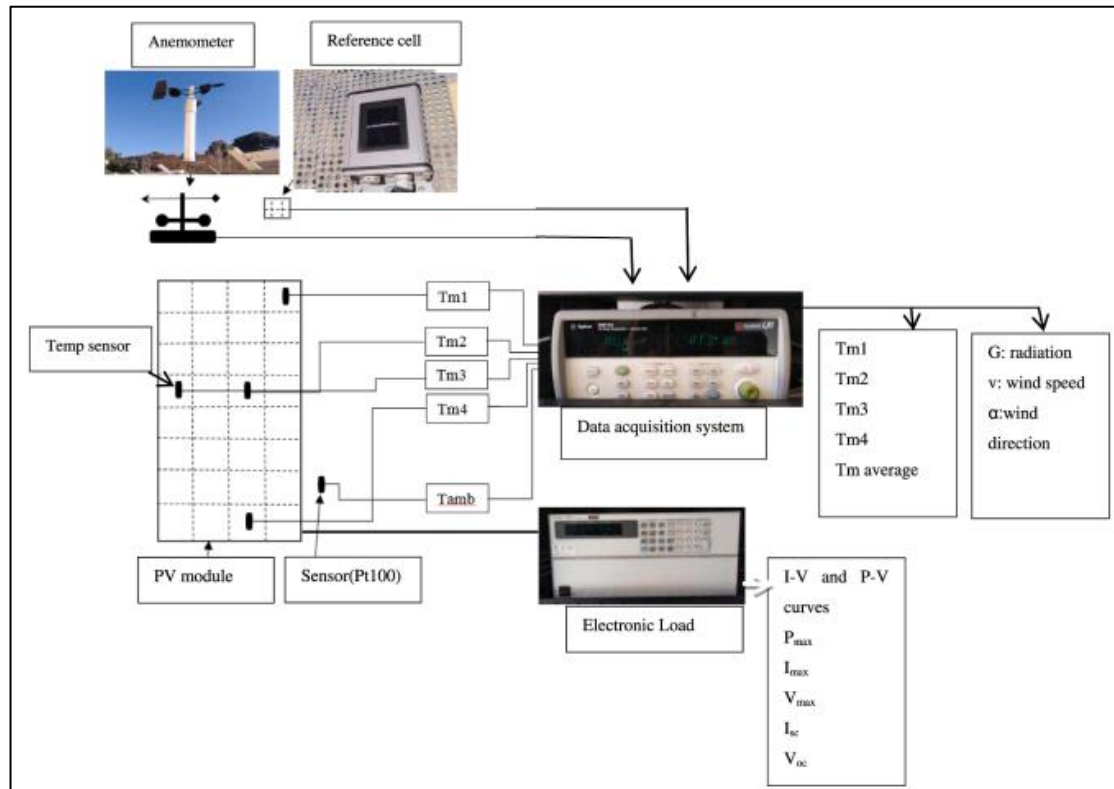 Anemometer
Reference cell
Temp sensor
Tm1
Tm2
Tm3
Tm4
Tamb
Agilent
Data acquisition system
PV module
Sensor(Pt100)
Electronic Load
Tm1
Tm2
Tm3
Tm4
Tm average
G: radiation
v: wind speed
α:wind
direction
I-V and P-V
curves
Pmax
Imax
Vmax
Isc
Voc